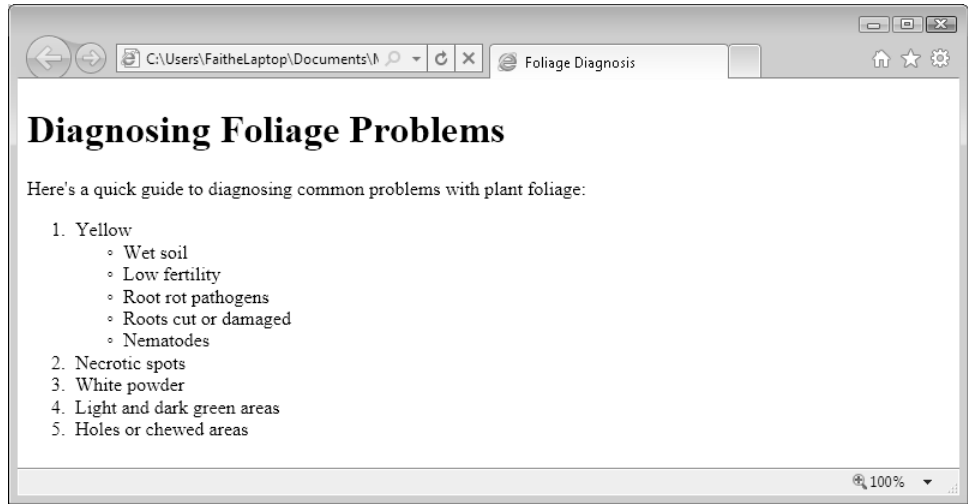 C:\Users\FaitheLaptop\Documents\
Foliage Diagnosis
Diagnosing Foliage Problems
Here's a quick guide to diagnosing common problems with plant foliage:
1. Yellow
◦ Wet soil
◦ Low fertility
◦ Root rot pathogens
◦ Roots cut or damaged
◦ Nematodes
2. Necrotic spots
3. White powder
4. Light and dark green areas
5. Holes or chewed areas
100%